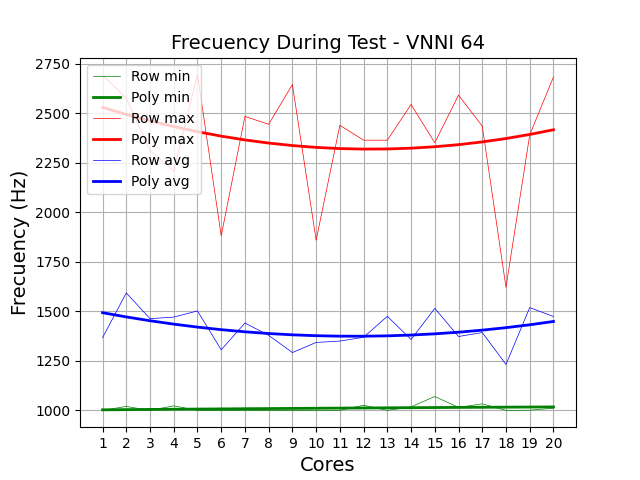 Frecuency During Test - VNNI 64
Frecuency (Hz)
2750
2500
2250
2000
1750
1500
1250
1000
Row min
Poly min
Row max
Poly max
Row avg
Poly avg
1 2 3 4 5 6 7 8 9 10 11 12 13 14 15 16 17 18 19 20
Cores